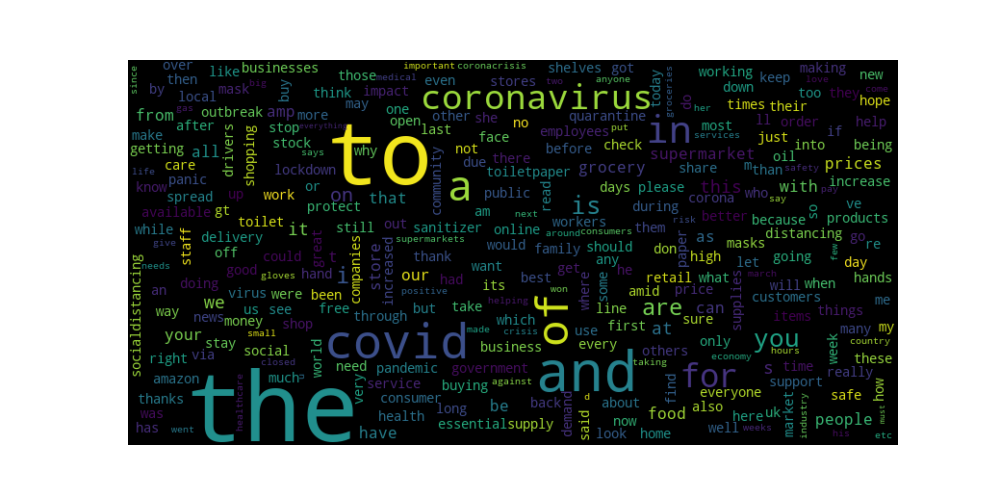 since over like businesses those important coronacrisis shelves got today working making new
then think medical even stores two anyone groceries do keep they love come
by local mask big buy impact coronavirus down too hope
from outbreak amp more may one other she no quarantine in her times their
gas everything open last face employees put most ll order help
make after drivers shopping stop to not check services just if
getting all stock says why due there before supermarket into being
life care lockdown community toiletpaper grocery share m than oil prices
know panic up work or a read days please this who safety increase
spread on that public is corona with say pay
available gt toilet protect am next during better because so ve
while it still out sanitizer online workers them distancing products
socialdistancing staff delivery companies supermarkets around consumers paper as masks few go re
off could great t store increased thank would family should don high going day
needs give good gloves hand i our want any he let march
doing its best get where some retail what will when hands
an virus were been positive had won amid price can supplies customers me
way we us see free through but take helping of line are sure items things
news money shop which first at many my
your stay small covid made crisis use you week country
right via social world business every others only hours these
closed need pandemic government and taking economy s time really
amazon the much very service buying against for find everyone support how
thanks healthcare consumer back demand about also market safe
was health long be said d food here uk industry people must
has went have essential supply now well weeks his etc
look home